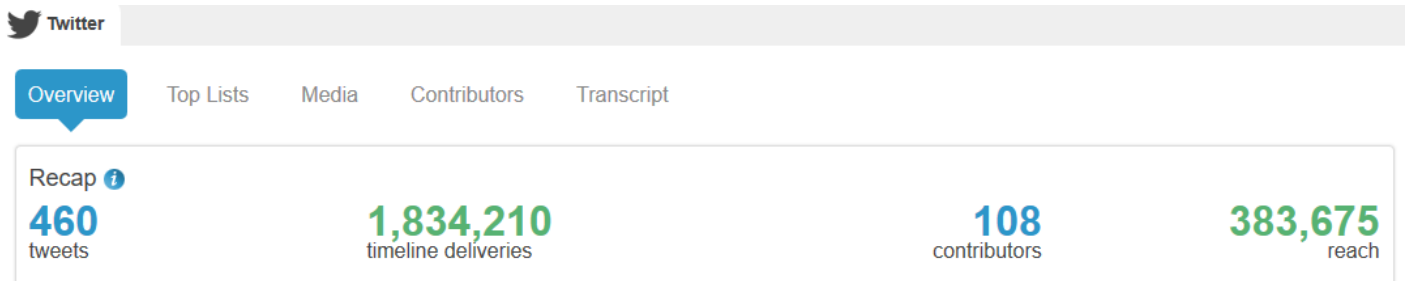 Twitter
Overview Top Lists Media Contributors Transcript
Recap i
460 1,834,210 108 383,675
tweets timeline deliveries contributors reach